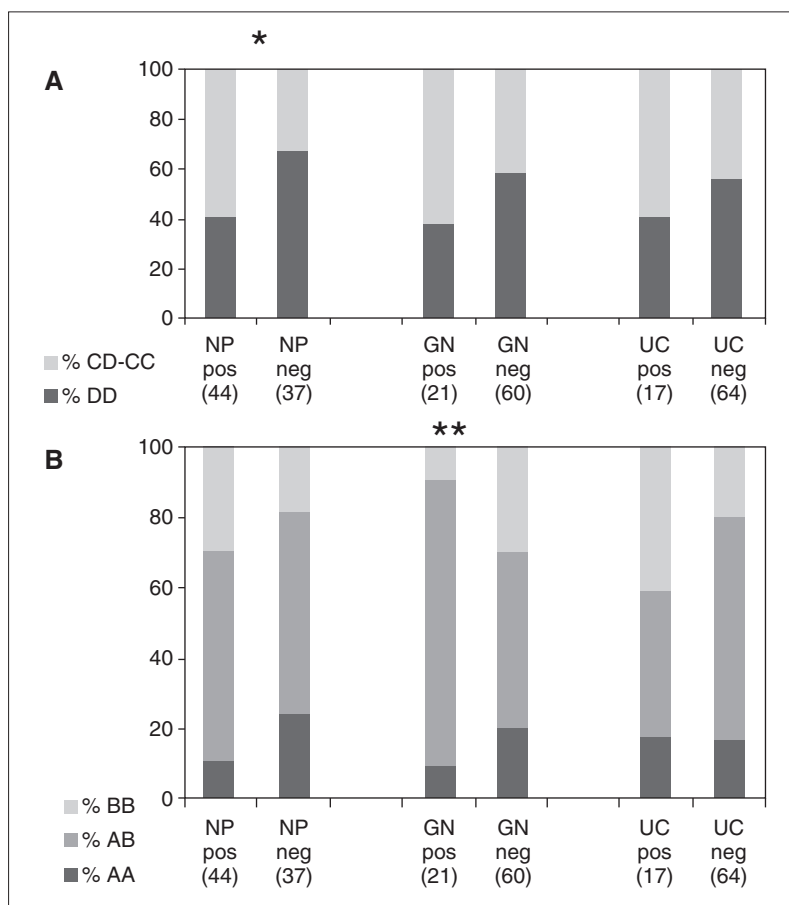 *
A
100
80
60
40
20
0
NP pos (44)
NP neg (37)
GN pos (21)
GN neg (60)
UC pos (17)
UC neg (64)
% CD-CC
% DD
**
B
100
80
60
40
20
0
NP pos (44)
NP neg (37)
GN pos (21)
GN neg (60)
UC pos (17)
UC neg (64)
% BB
% AB
% AA